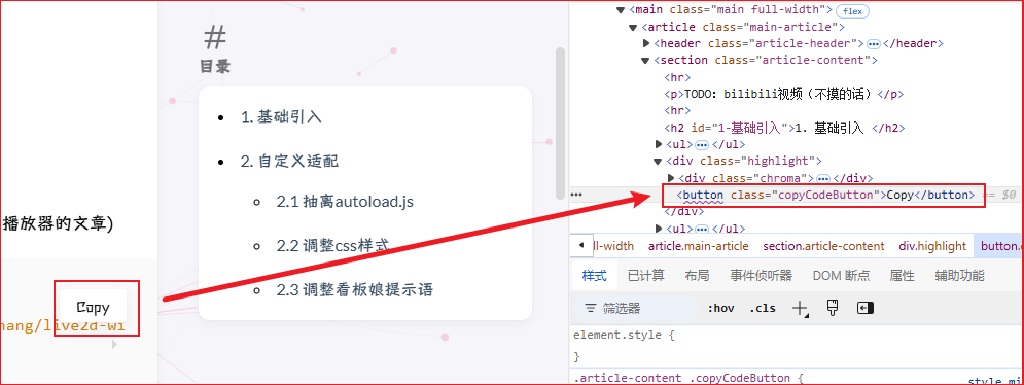 播放器的文章)
Copy
hang/live2d-wi
#
目录
1. 基础引入
2. 自定义适配
2.1 抽离autoload.js
2.2 调整css样式
2.3 调整看板娘提示语
<main class="main full-width"> flex
<article class="main-article">
<header class="article-header"> ••• </header>
<section class="article-content">
<hr>
<p>TODO: bilibili视频（不摸的话）</p>
<hr>
<h2 id="1-基础引入">1. 基础引入 </h2>
<ul> ••• </ul>
<div class="highlight">
<div class="chroma"> ••• </div>
••• <button class="copyCodeButton">Copy</button> == $0
</div>
<ul> ••• </ul>
ll-width article.main-article section.article-content div.highlight button.c
样式 已计算 布局 事件侦听器 DOM 断点 属性 辅助功能
筛选器 :hov .cls
element.style {
}
.article-content .copyCodeButton { style.mi